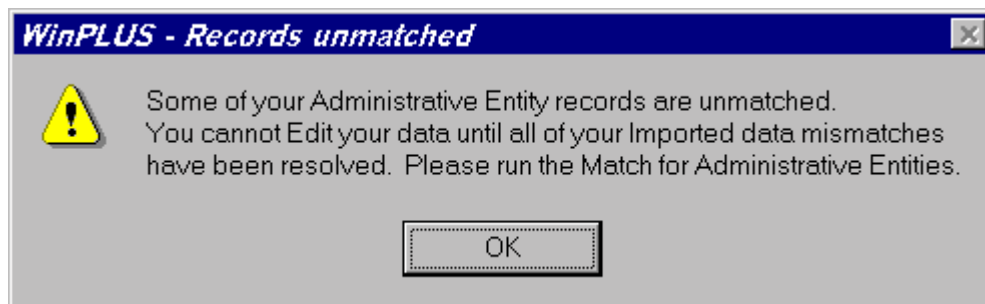 WinPLUS - Records unmatched
Some of your Administrative Entity records are unmatched.
You cannot Edit your data until all of your Imported data mismatches
have been resolved.  Please run the Match for Administrative Entities.
OK